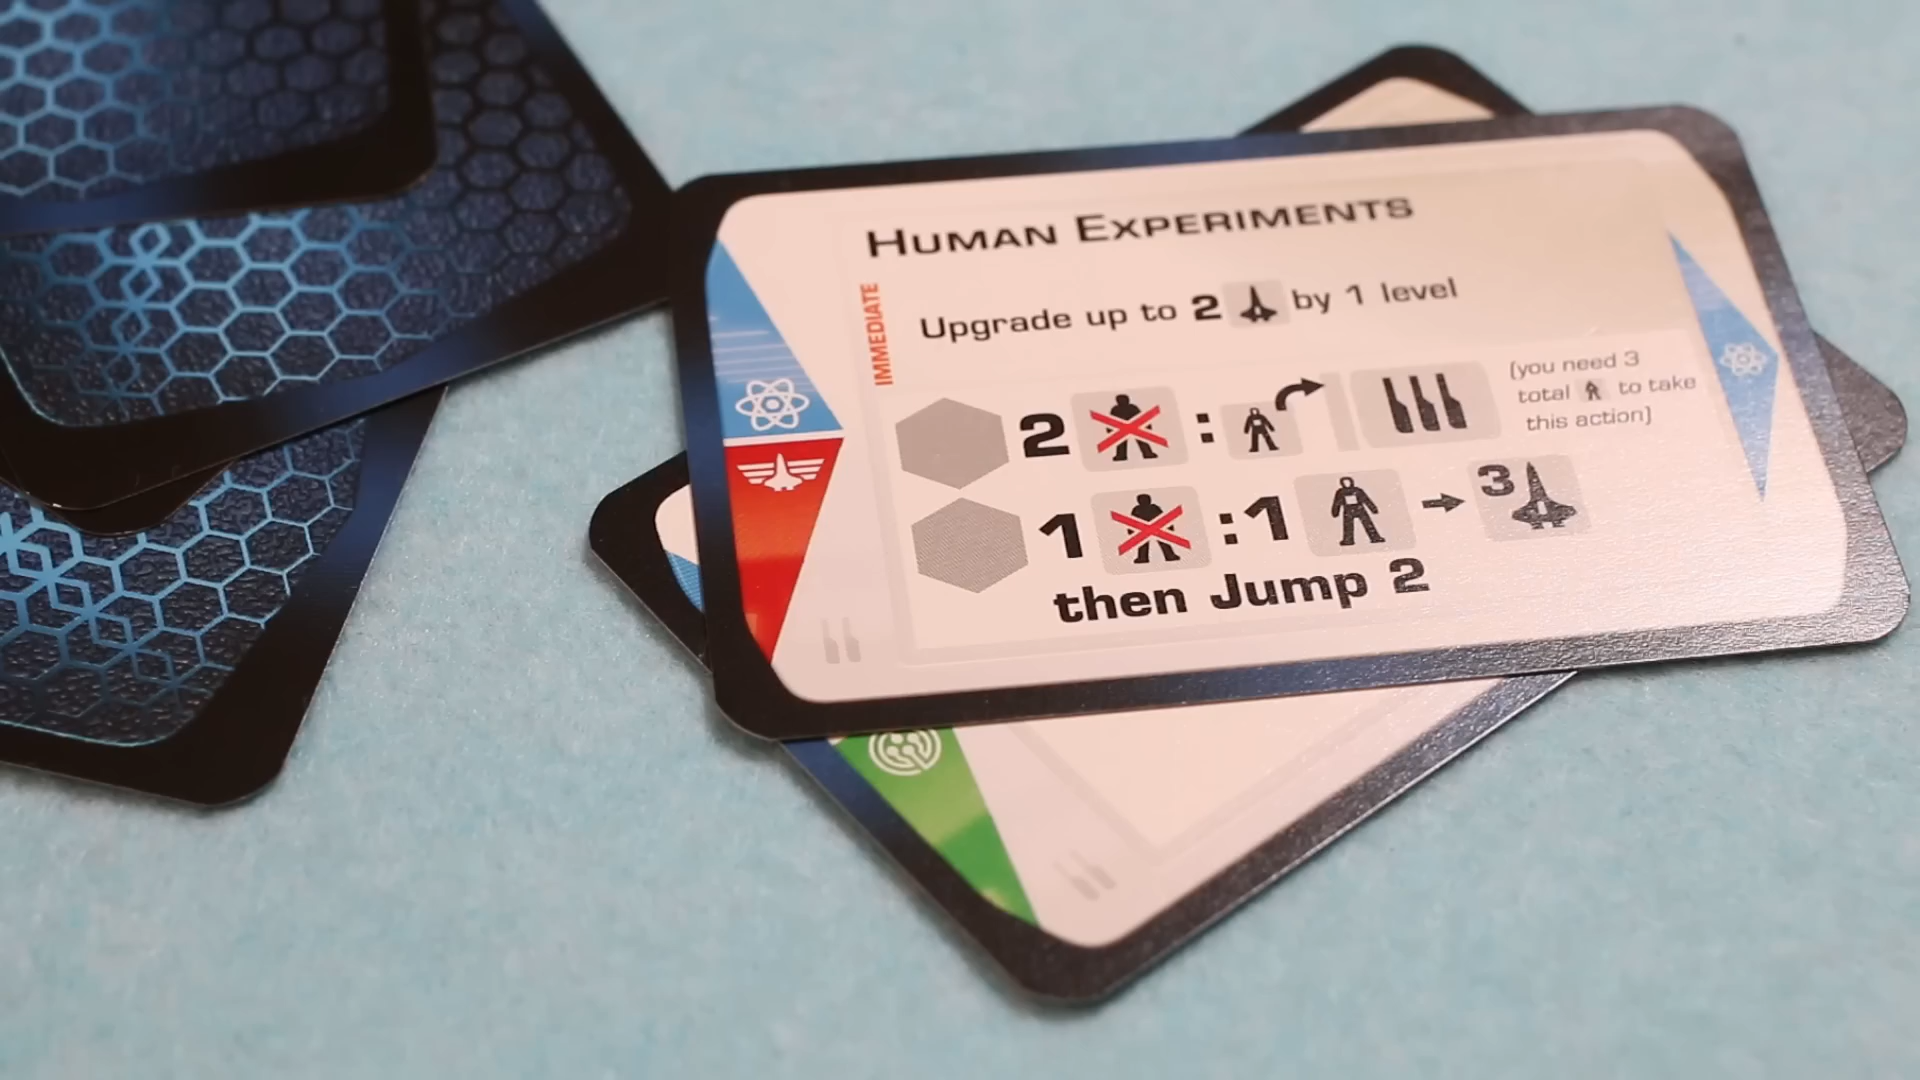 HUMAN EXPERIMENTS
IMMEDIATE
Upgrade up to 2 by 1 level
2 :
(you need 3
total to take
this action)
1 :1 3
then Jump 2